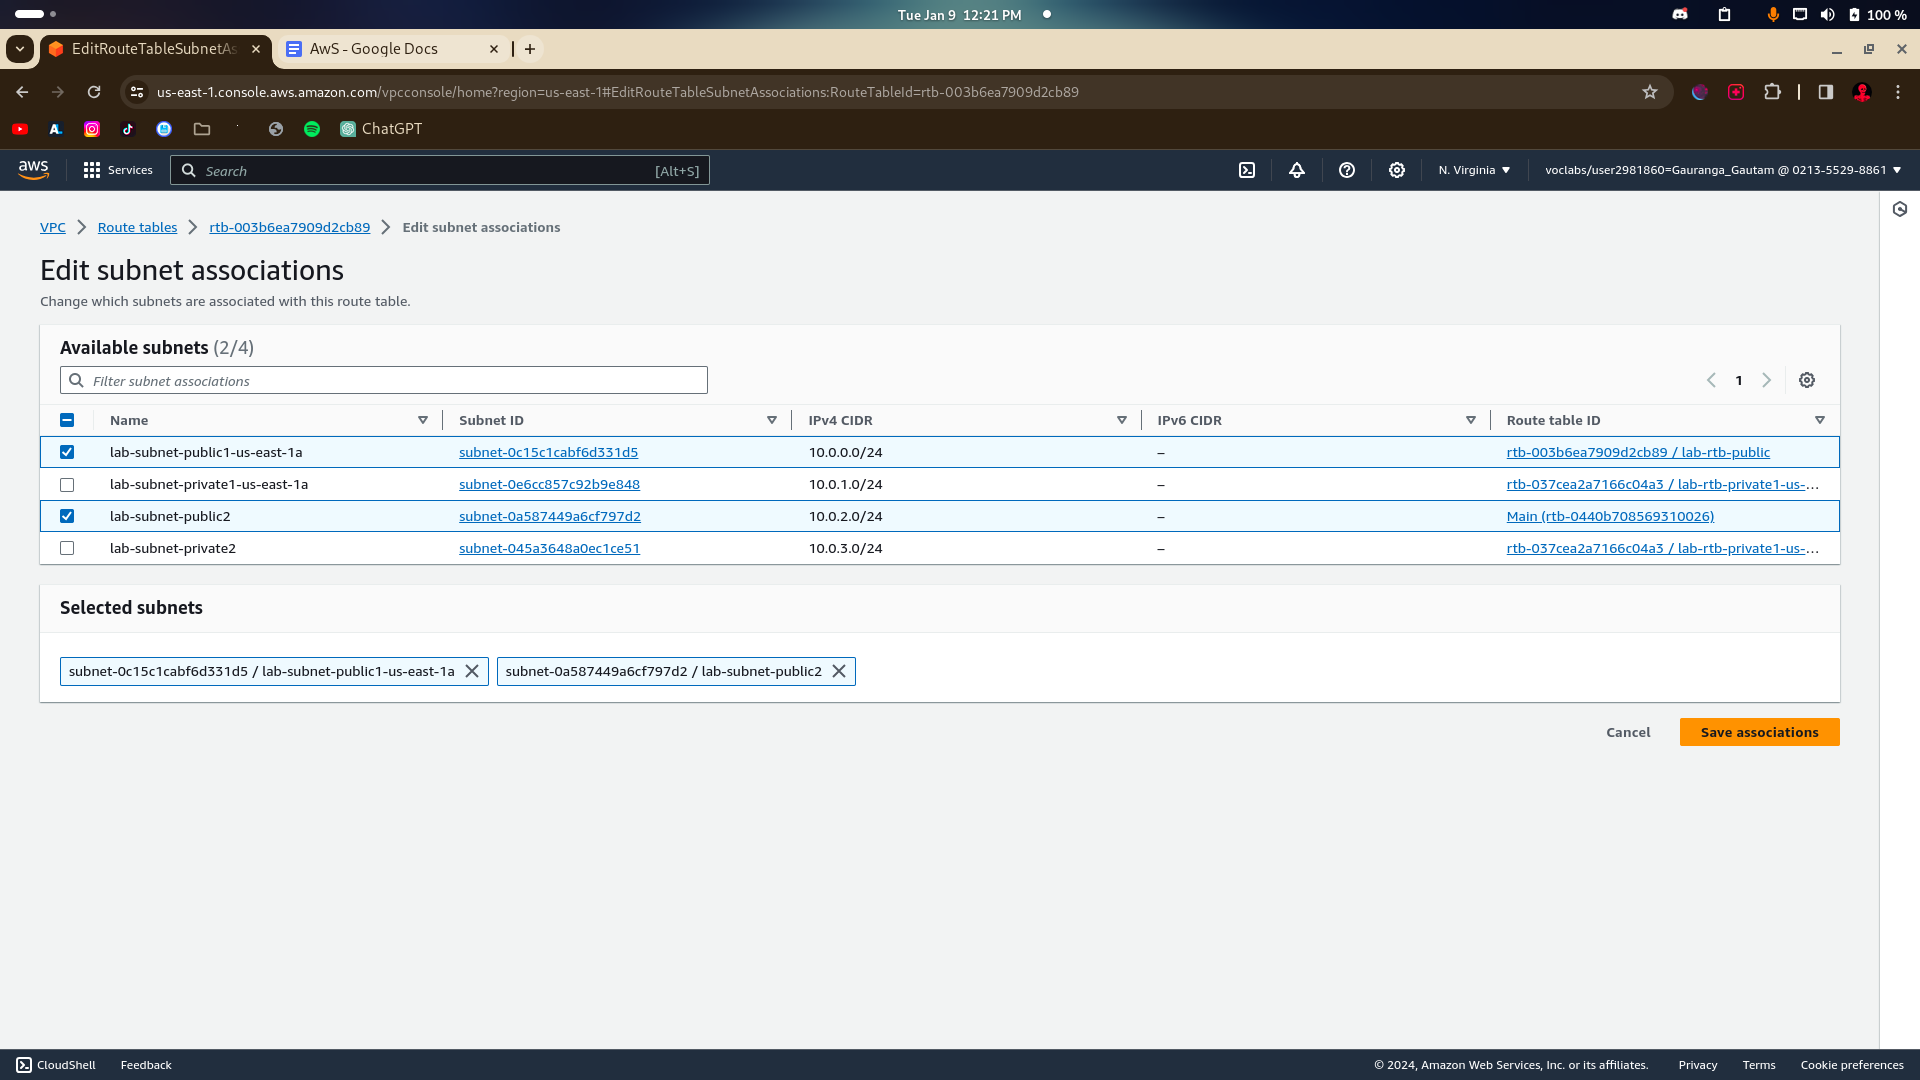 Tue Jan 9 12:21 PM
100 %
EditRouteTableSubnetAs
AwS - Google Docs
us-east-1.console.aws.amazon.com/vpcconsole/home?region=us-east-1#EditRouteTableSubnetAssociations:RouteTableId=rtb-003b6ea7909d2cb89
ChatGPT
aws
Services
Search
[Alt+S]
N. Virginia
voclabs/user2981860=Gauranga_Gautam @ 0213-5529-8861
VPC
Route tables
rtb-003b6ea7909d2cb89
Edit subnet associations
Edit subnet associations
Change which subnets are associated with this route table.
Available subnets (2/4)
Filter subnet associations
1
Name Subnet ID IPv4 CIDR IPv6 CIDR Route table ID
lab-subnet-public1-us-east-1a subnet-0c15c1cabf6d331d5 10.0.0.0/24 – rtb-003b6ea7909d2cb89 / lab-rtb-public
lab-subnet-private1-us-east-1a subnet-0e6cc857c92b9e848 10.0.1.0/24 – rtb-037cea2a7166c04a3 / lab-rtb-private1-us-...
lab-subnet-public2 subnet-0a587449a6cf797d2 10.0.2.0/24 – Main (rtb-0440b708569310026)
lab-subnet-private2 subnet-045a3648a0ec1ce51 10.0.3.0/24 – rtb-037cea2a7166c04a3 / lab-rtb-private1-us-...
Selected subnets
subnet-0c15c1cabf6d331d5 / lab-subnet-public1-us-east-1a
subnet-0a587449a6cf797d2 / lab-subnet-public2
Cancel
Save associations
CloudShell
Feedback
© 2024, Amazon Web Services, Inc. or its affiliates.
Privacy
Terms
Cookie preferences